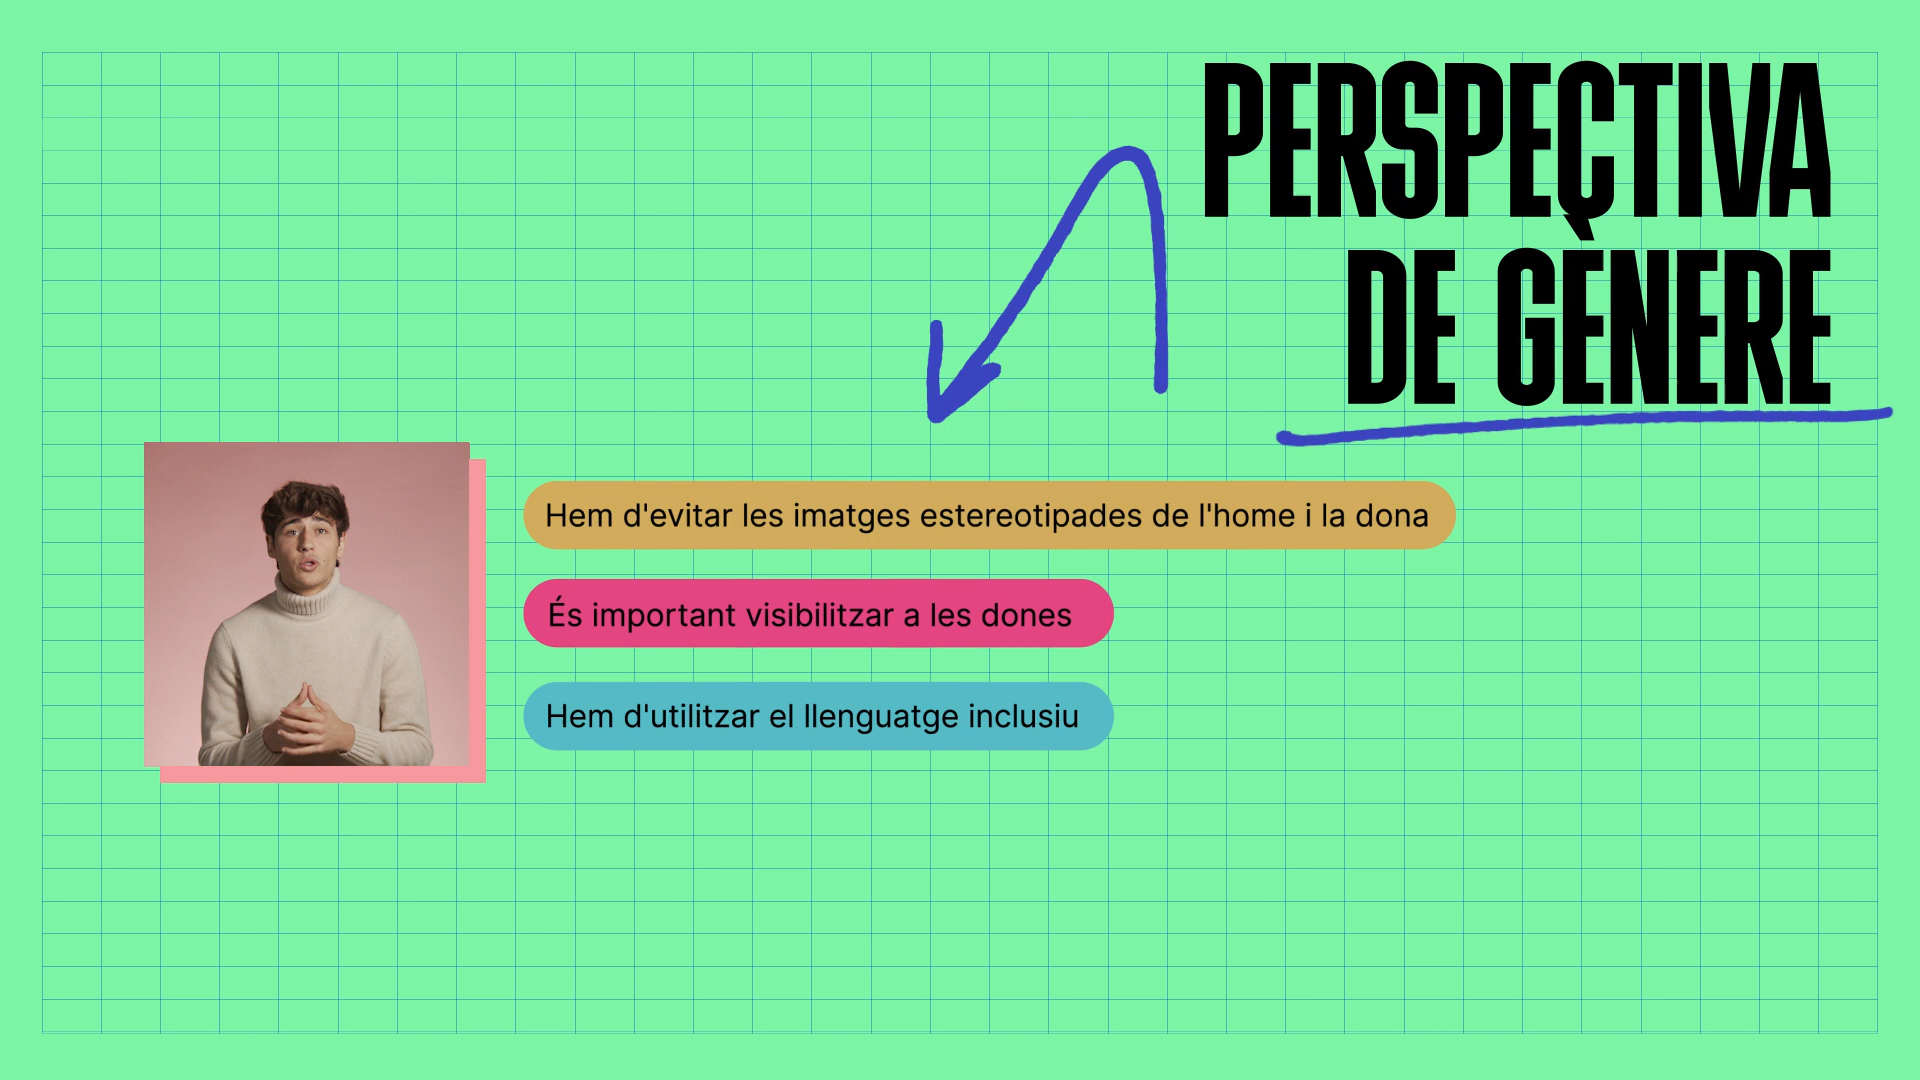 PERSPECTIVA
DE GÈNERE
Hem d'evitar les imatges estereotipades de l'home i la dona
És important visibilitzar a les dones
Hem d'utilitzar el llenguatge inclusiu